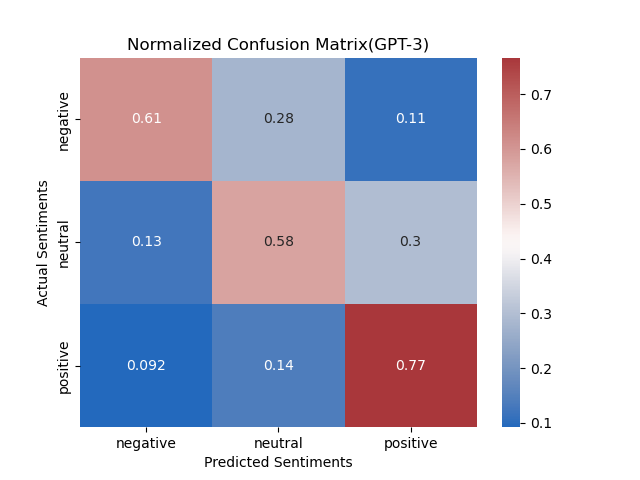 Normalized Confusion Matrix(GPT-3)
Actual Sentiments
negative
0.61 0.28 0.11
neutral
0.13 0.58 0.3
positive
0.092 0.14 0.77
negative neutral positive
Predicted Sentiments
0.7
0.6
0.5
0.4
0.3
0.2
0.1